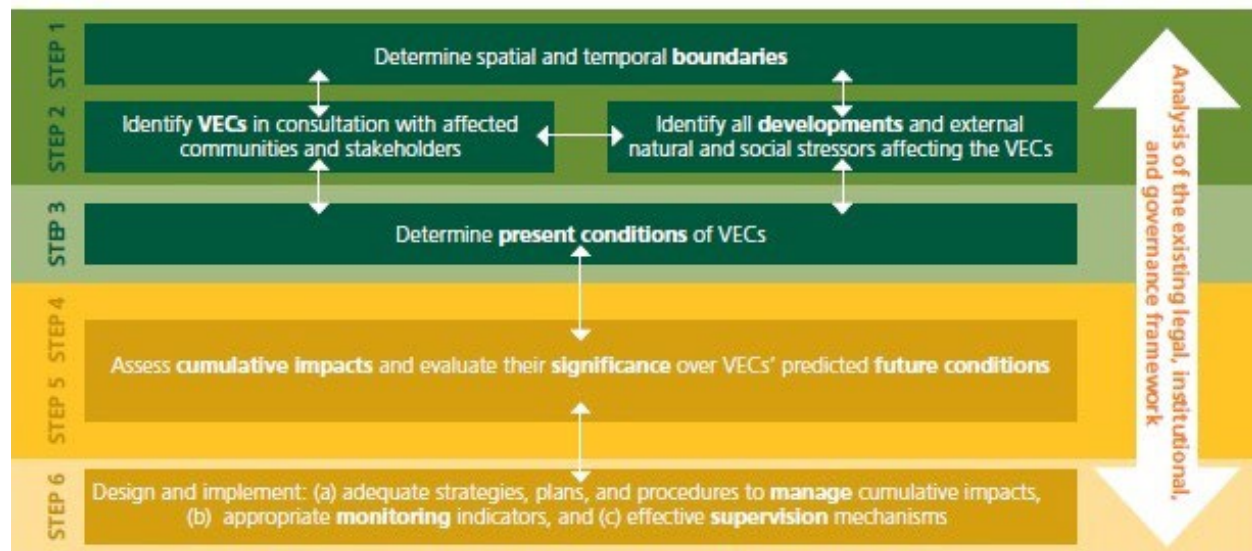 STEP 1
Determine spatial and temporal boundaries
STEP 2
Identify VECs in consultation with affected
communities and stakeholders
Identify all developments and external
natural and social stressors affecting the VECs
STEP 3
Determine present conditions of VECs
STEP 4
STEP 5
Assess cumulative impacts and evaluate their significance over VECs’ predicted future conditions
STEP 6
Design and implement: (a) adequate strategies, plans, and procedures to manage cumulative impacts,
(b) appropriate monitoring indicators, and (c) effective supervision mechanisms
Analysis of the existing legal, institutional,
and governance framework